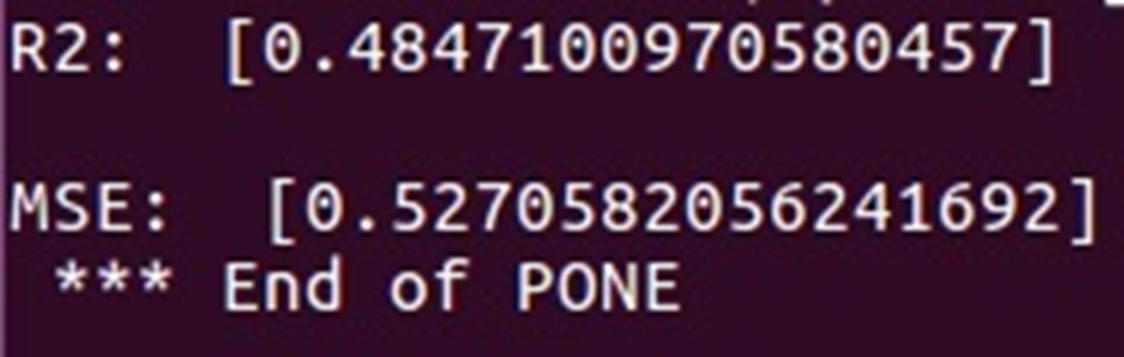 R2:  [0.4847100970580457]
MSE:  [0.5270582056241692]
*** End of PONE